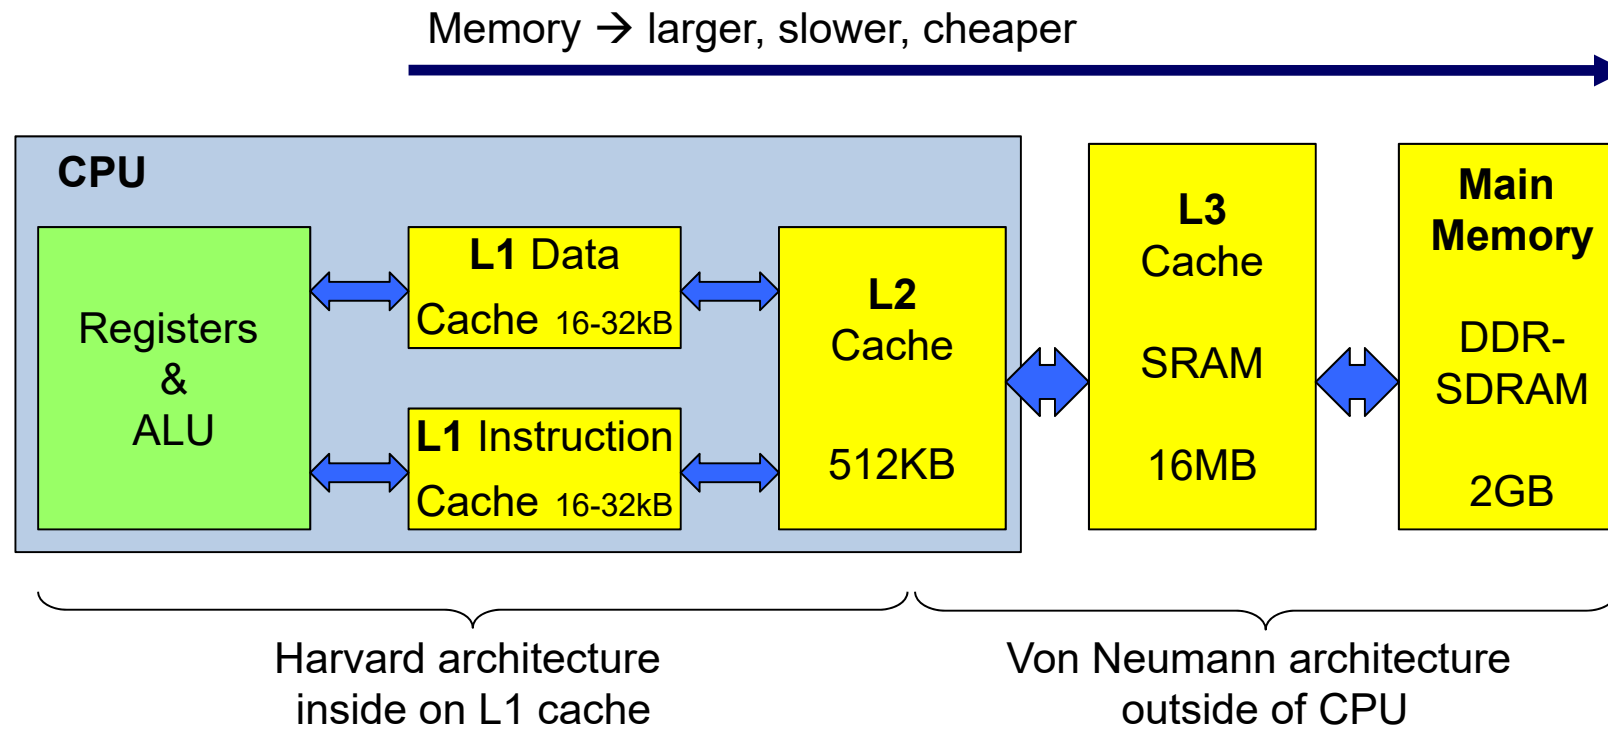 Memory → larger, slower, cheaper
CPU
Registers
&
ALU
L1 Data
Cache 16-32kB
L1 Instruction
Cache 16-32kB
L2
Cache
512KB
L3
Cache
SRAM
16MB
Main
Memory
DDR-
SDRAM
2GB
Harvard architecture
inside on L1 cache
Von Neumann architecture
outside of CPU